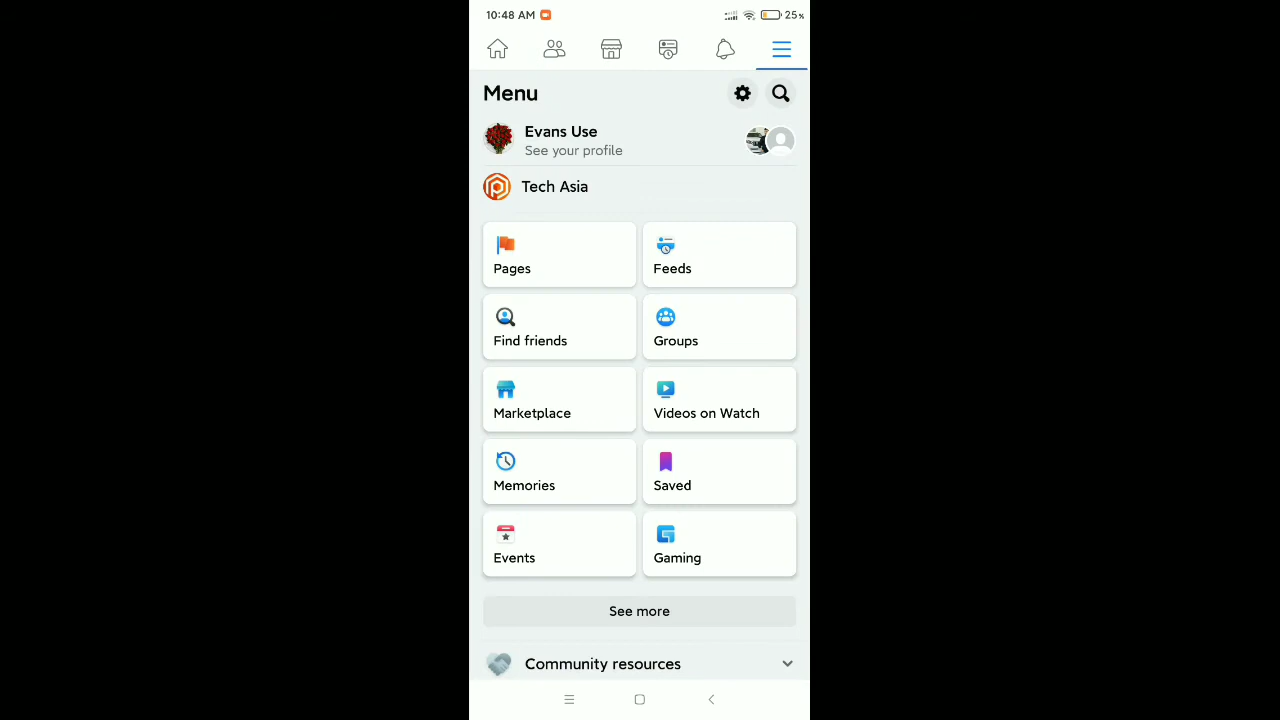 10:48 AM
25%
Menu
Evans Use
See your profile
Tech Asia
Pages
Feeds
Find friends
Groups
Marketplace
Videos on Watch
Memories
Saved
Events
Gaming
See more
Community resources